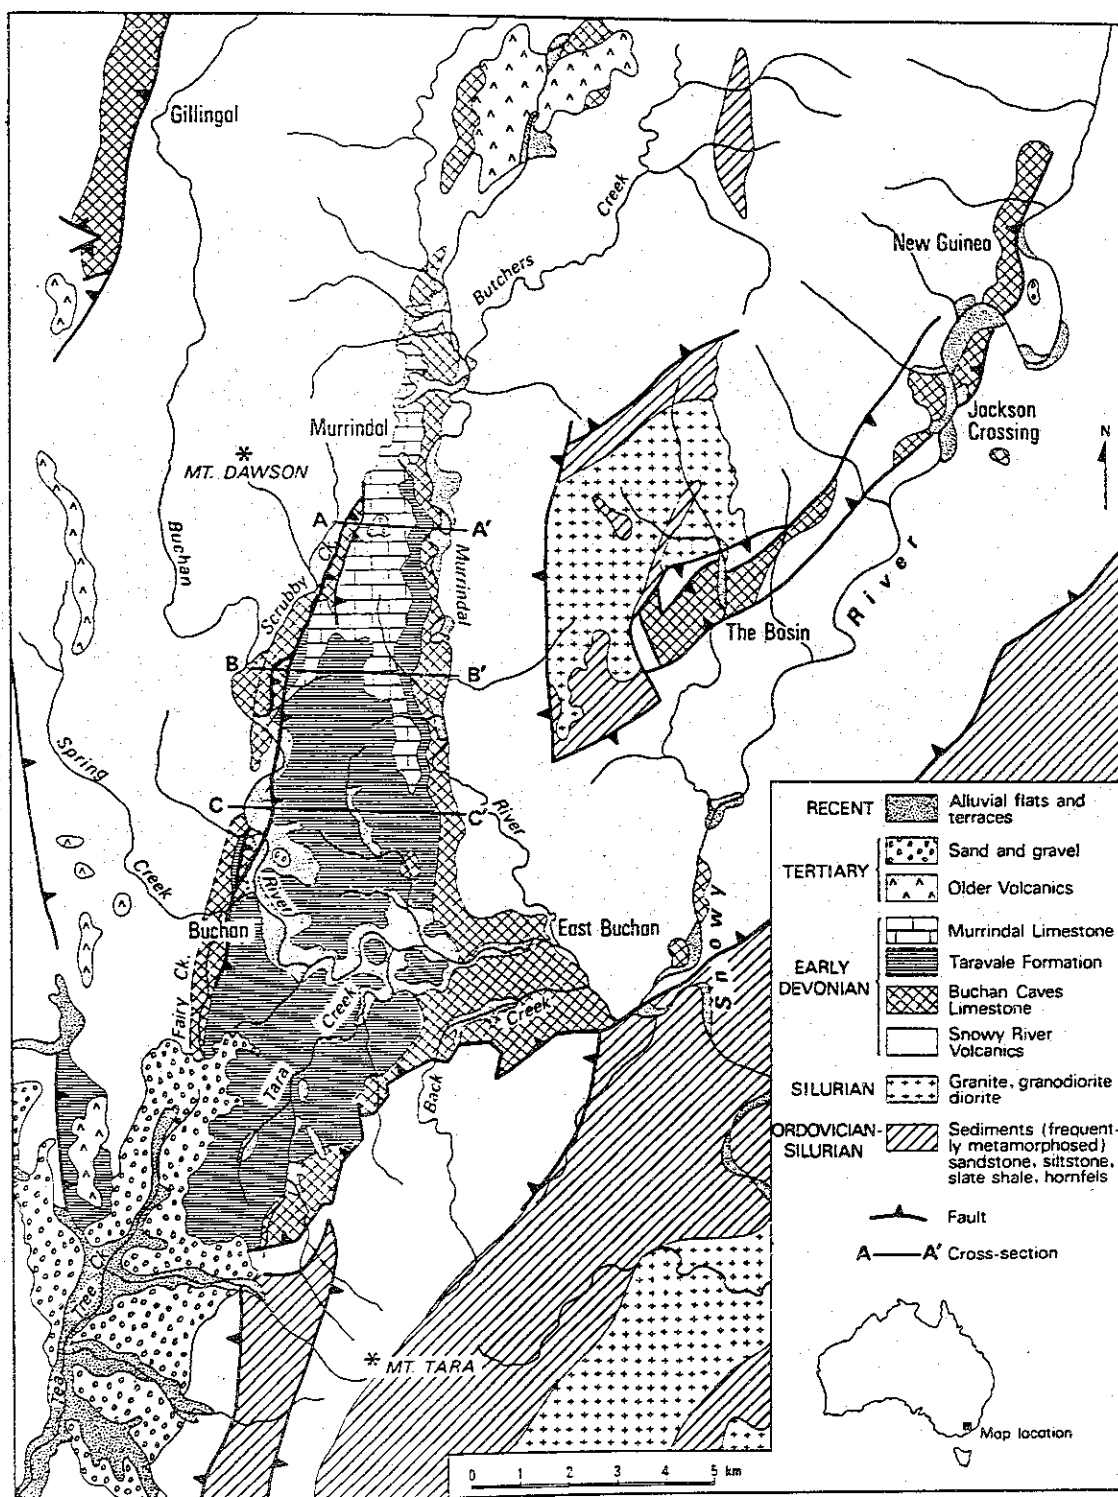 Gillingal
Creek
Butchers
New Guinea
Murrindal
*
MT. DAWSON
Jackson
Crossing
N
A
A'
Ck.
Scrubby
Murrindal
Buchan
River
The Basin
B
B'
Spring
Creek
C
C'
River
River
Buchan
East Buchan
Snowy
Fairy Ck.
Creek
Tara
Creek
Back
Tea Tree Ck.
* MT. TARA
RECENT
Alluvial flats and
terraces
TERTIARY
Sand and gravel
Older Volcanics
EARLY
DEVONIAN
Murrindal Limestone
Taravale Formation
Buchan Caves
Limestone
Snowy River
Volcanics
SILURIAN
Granite, granodiorite
diorite
ORDOVICIAN-
SILURIAN
Sediments (frequent-
ly metamorphosed)
sandstone, siltstone,
slate shale, hornfels
Fault
A A' Cross-section
Map location
0 1 2 3 4 5 km